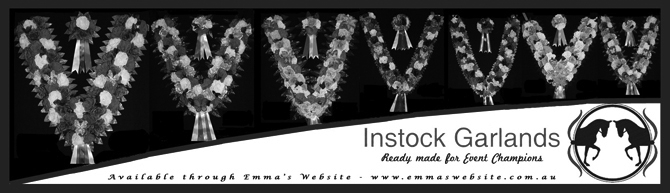 Instock Garlands
Ready made for Event Champions
Available through Emma's Website - www.emmaswebsite.com.au